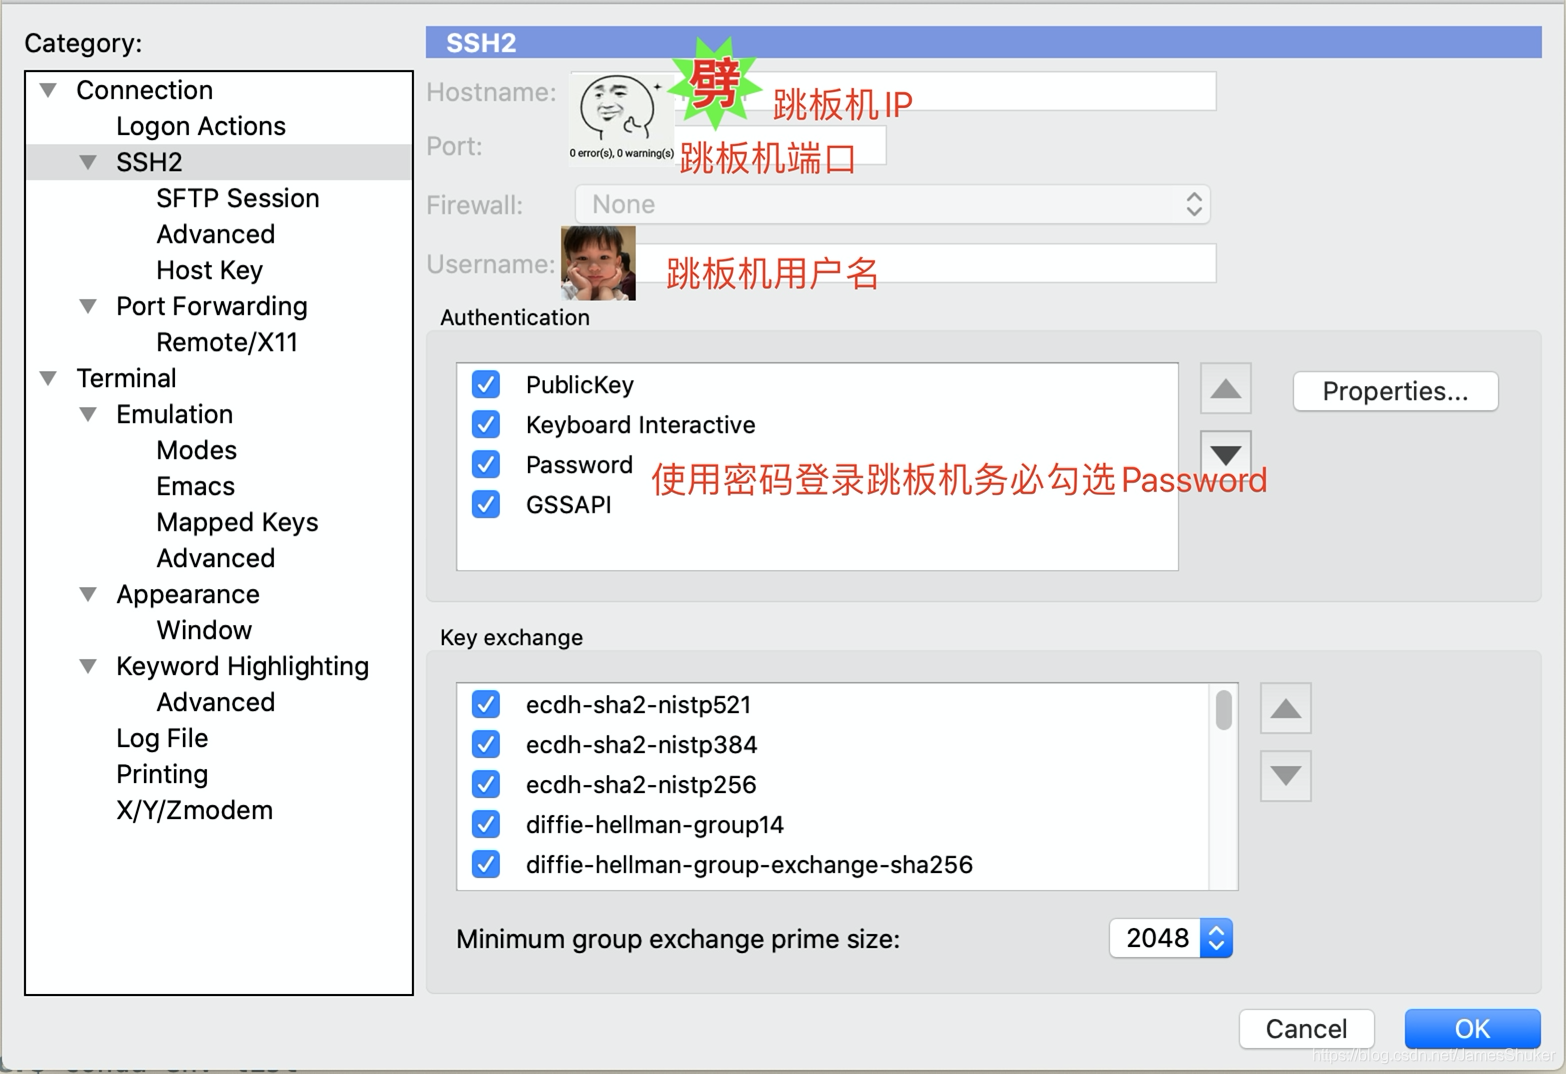 Category:
Connection
Logon Actions
SSH2
SFTP Session
Advanced
Host Key
Port Forwarding
Remote/X11
Terminal
Emulation
Modes
Emacs
Mapped Keys
Advanced
Appearance
Window
Keyword Highlighting
Advanced
Log File
Printing
X/Y/Zmodem
SSH2
Hostname:
劈
跳板机IP
0 error(s), 0 warning(s)
Port:
跳板机端口
Firewall:
None
Username:
跳板机用户名
Authentication
PublicKey
Keyboard Interactive
Password
使用密码登录跳板机务必勾选Password
GSSAPI
Properties...
Key exchange
ecdh-sha2-nistp521
ecdh-sha2-nistp384
ecdh-sha2-nistp256
diffie-hellman-group14
diffie-hellman-group-exchange-sha256
Minimum group exchange prime size:
2048
Cancel
OK
https://blog.csdn.net/JamesShuker